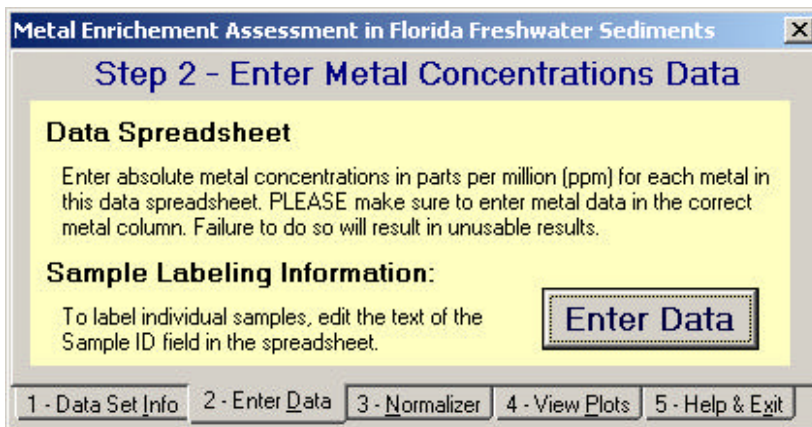 Metal Enrichement Assessment in Florida Freshwater Sediments
Step 2 - Enter Metal Concentrations Data
Data Spreadsheet
Enter absolute metal concentrations in parts per million (ppm) for each metal in
this data spreadsheet. PLEASE make sure to enter metal data in the correct
metal column. Failure to do so will result in unusable results.
Sample Labeling Information:
To label individual samples, edit the text of the
Sample ID field in the spreadsheet.
Enter Data
1 - Data Set Info 2 - Enter Data 3 - Normalizer 4 - View Plots 5 - Help & Exit